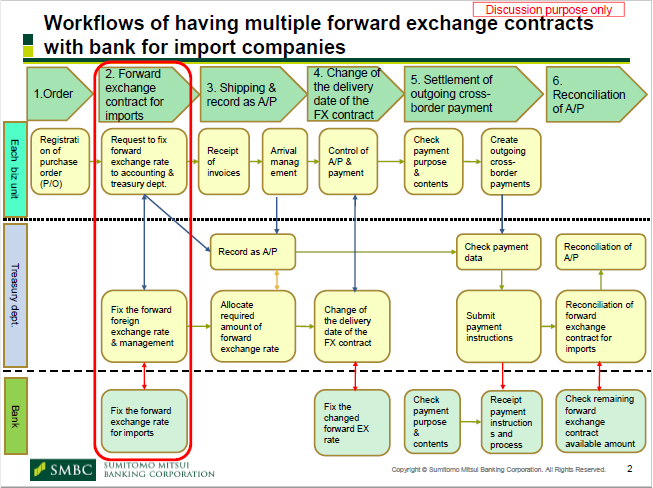 Discussion purpose only
Workflows of having multiple forward exchange contracts
with bank for import companies
1.Order
2. Forward
exchange
contract for
imports
3. Shipping &
record as A/P
4. Change of
the delivery
date of the
FX contract
5. Settlement of
outgoing cross-
border payment
6.
Reconciliation
of A/P
Each biz unit
Registrati
on of
purchase
order
(P/O)
Request to fix
forward
exchange rate
to accounting &
treasury dept.
Receipt
of
invoices
Arrival
manag
ement
Control of
A/P &
payment
Check
payment
purpose
& contents
Create
outgoing
cross-
border
payments
Treasury dept.
Record as A/P
Check payment
data
Reconciliation of
A/P
Fix the forward
foreign
exchange rate
& management
Allocate
required
amount of
forward
exchange rate
Change of
the delivery
date of the
FX contract
Submit
payment
instructions
Reconciliation of
forward
exchange
contract for
imports
Bank
Fix the forward
exchange rate
for imports
Fix the
changed
forward EX
rate
Check
payment
purpose
& contents
Receipt
payment
instruction
s and
process
Check remaining
forward
exchange
contract
available amount
SMBC
SUMITOMO MITSUI
BANKING CORPORATION
Copyright © Sumitomo Mitsui Banking Corporation. All Rights Reserved.
2